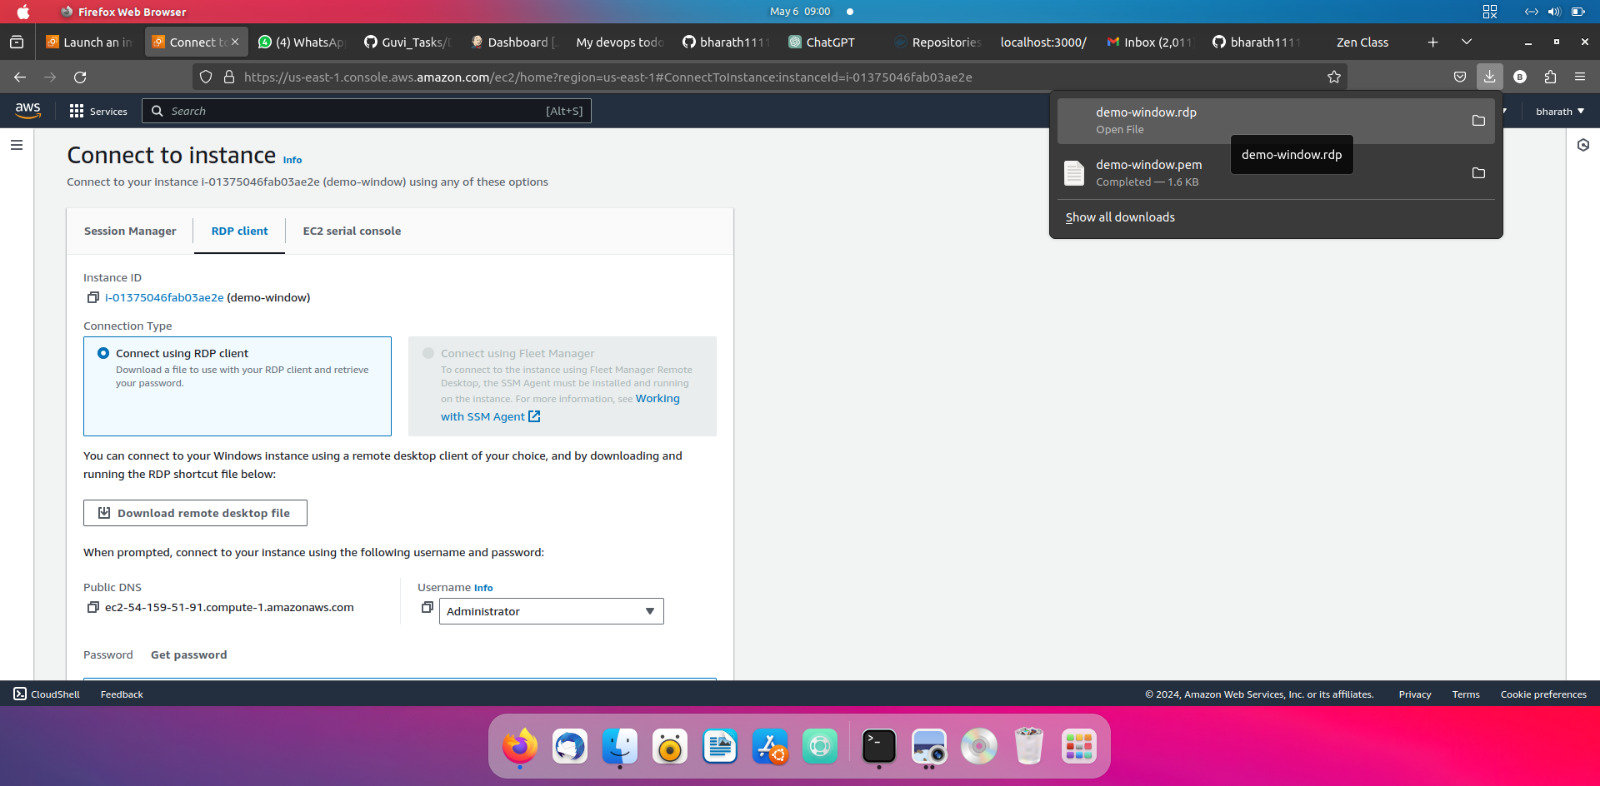 Firefox Web Browser
May 6 09:00
Launch an in
Connect to
(4) WhatsAp
Guvi_Tasks/D
Dashboard [
My devops todo
bharath1111
ChatGPT
Repositories
localhost:3000/
Inbox (2,011
bharath1111
Zen Class
https://us-east-1.console.aws.amazon.com/ec2/home?region=us-east-1#ConnectToInstance:instanceId=i-01375046fab03ae2e
aws
Services
Search
[Alt+S]
bharath
demo-window.rdp
Open File
demo-window.rdp
demo-window.pem
Completed — 1.6 KB
Show all downloads
Connect to instance Info
Connect to your instance i-01375046fab03ae2e (demo-window) using any of these options
Session Manager
RDP client
EC2 serial console
Instance ID
i-01375046fab03ae2e (demo-window)
Connection Type
Connect using RDP client
Download a file to use with your RDP client and retrieve
your password.
Connect using Fleet Manager
To connect to the instance using Fleet Manager Remote
Desktop, the SSM Agent must be installed and running
on the instance. For more information, see Working
with SSM Agent
You can connect to your Windows instance using a remote desktop client of your choice, and by downloading and
running the RDP shortcut file below:
Download remote desktop file
When prompted, connect to your instance using the following username and password:
Public DNS
ec2-54-159-51-91.compute-1.amazonaws.com
Username Info
Administrator
Password Get password
CloudShell
Feedback
© 2024, Amazon Web Services, Inc. or its affiliates.
Privacy
Terms
Cookie preferences